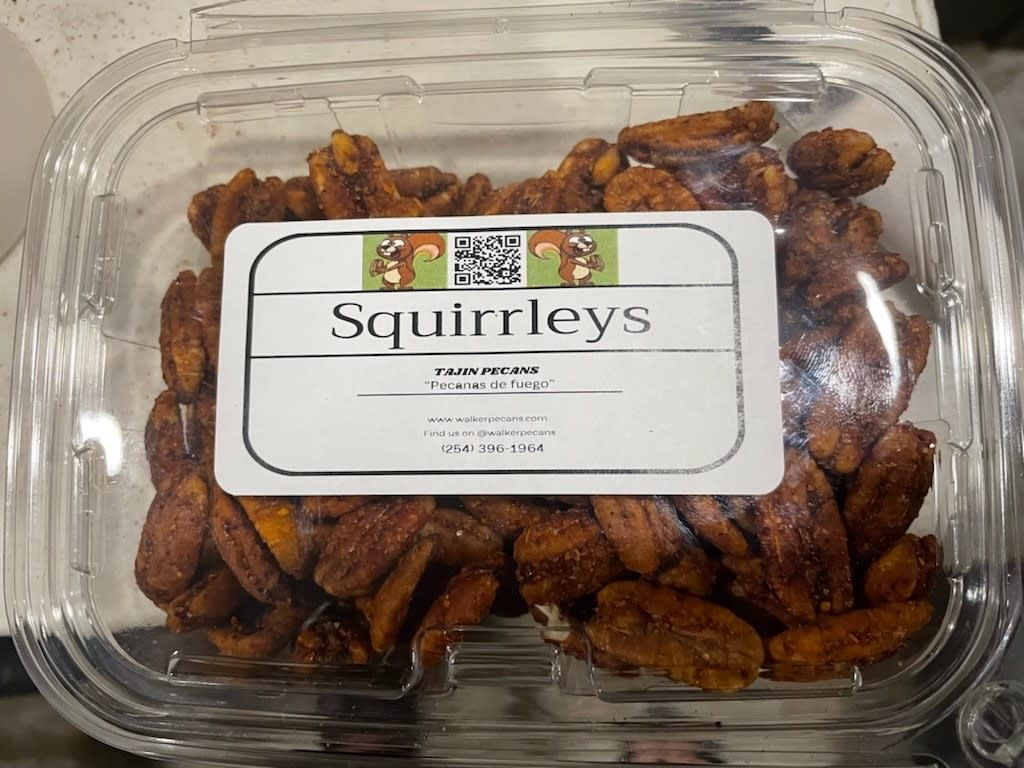 Squirrleys
TAJIN PECANS
"Pecanas de fuego"
www.walkerpecans.com
Find us on @walkerpecans
(254) 396-1964